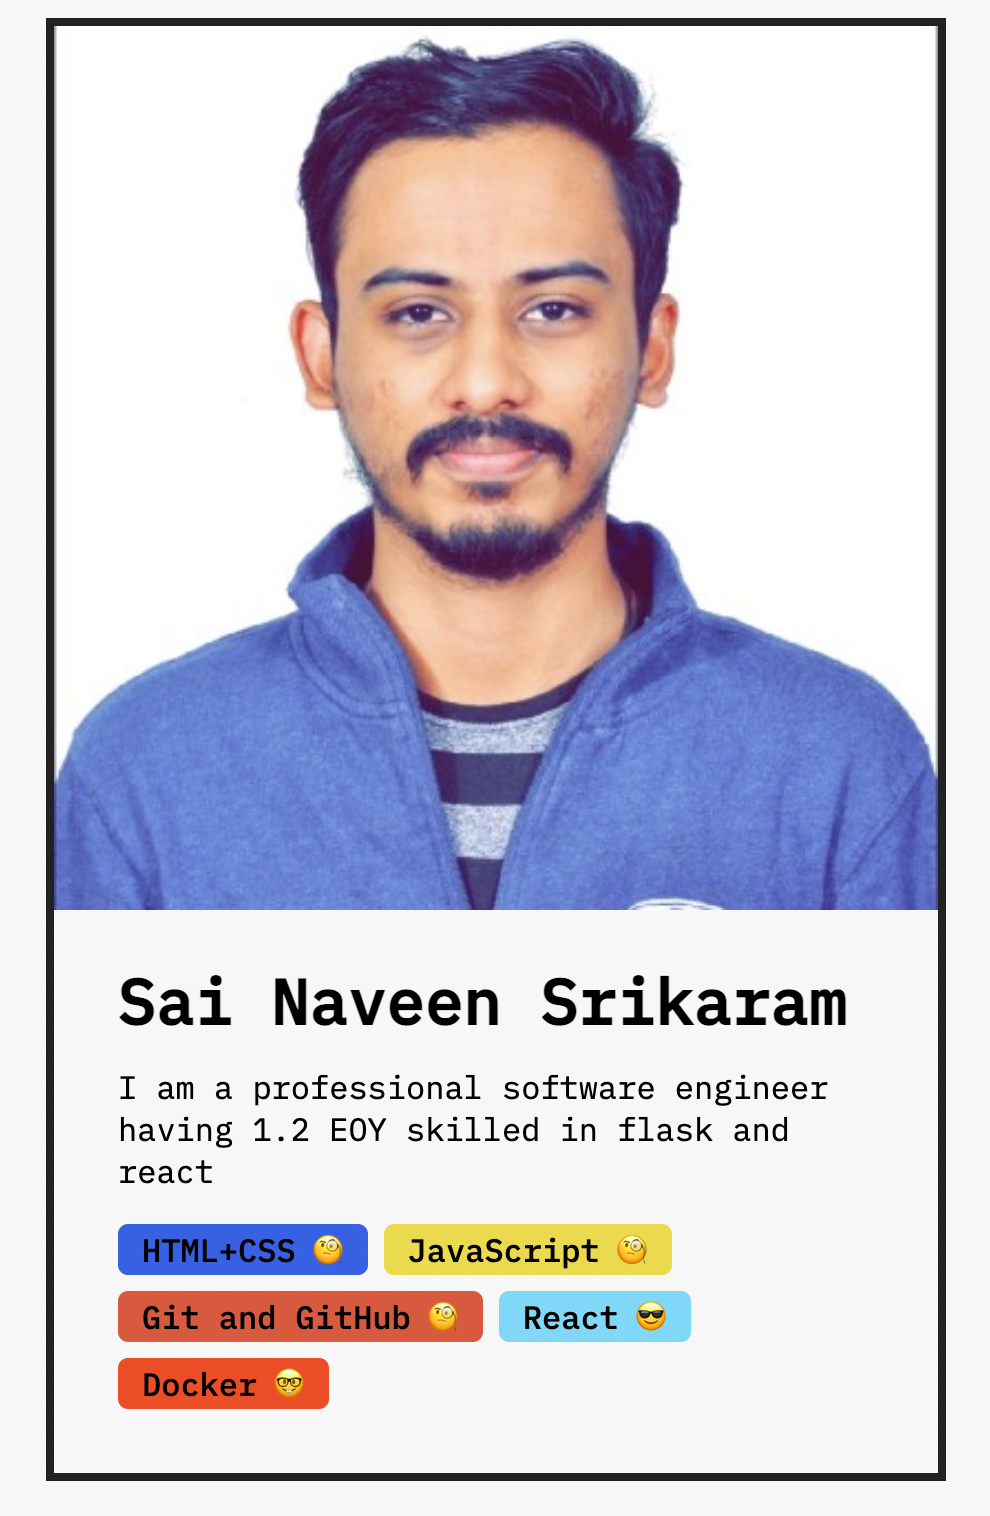 Sai Naveen Srikaram
I am a professional software engineer
having 1.2 EOY skilled in flask and
react
HTML+CSS 🧐 JavaScript 🧐
Git and GitHub 🧐 React 😎
Docker 🤓